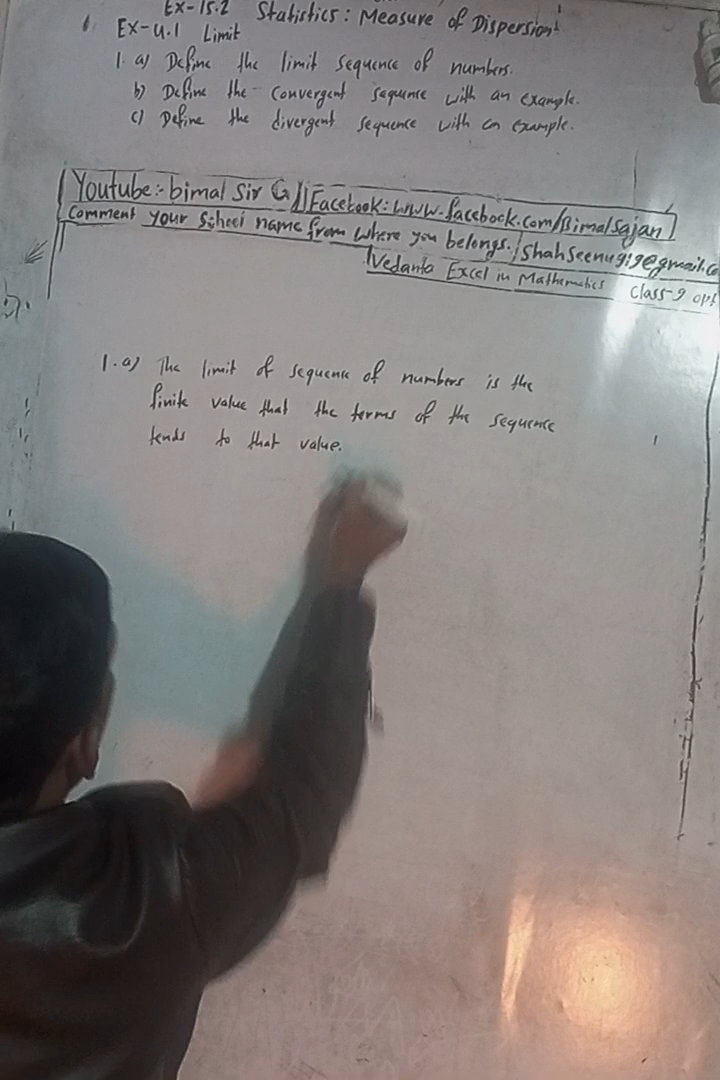 Ex-15.2 Statistics: Measure of Dispersion
Ex-4.1 Limit
1. a) Define the limit sequence of numbers.
b) Define the convergent sequence with an example.
c) Define the divergent sequence with an example.
Youtube:- bimal Sir G // Facebook: www.facebook.com/Bimalsajan
Comment your School name from where you belongs. / Shahseenu919@gmail.co
Vedanta Excel in Mathematics Class-9 opt
1. a) The limit of sequence of numbers is the
finite value that the terms of the sequence
tends to that value.